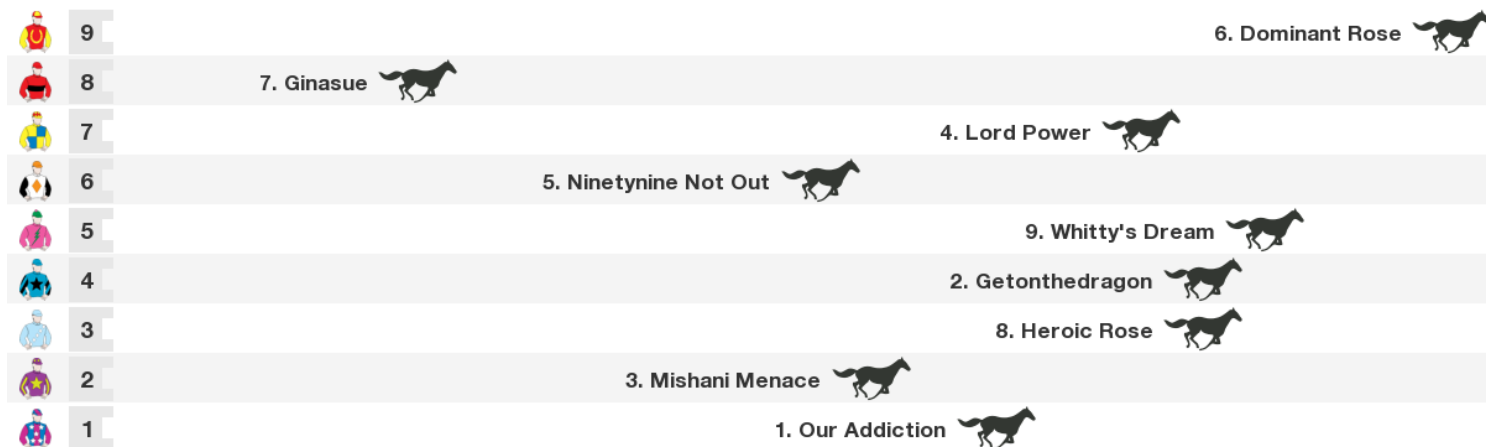 9 6. Dominant Rose
8 7. Ginasue
7 4. Lord Power
6 5. Ninetynine Not Out
5 9. Whitty's Dream
4 2. Getonthedragon
3 8. Heroic Rose
2 3. Mishani Menace
1 1. Our Addiction